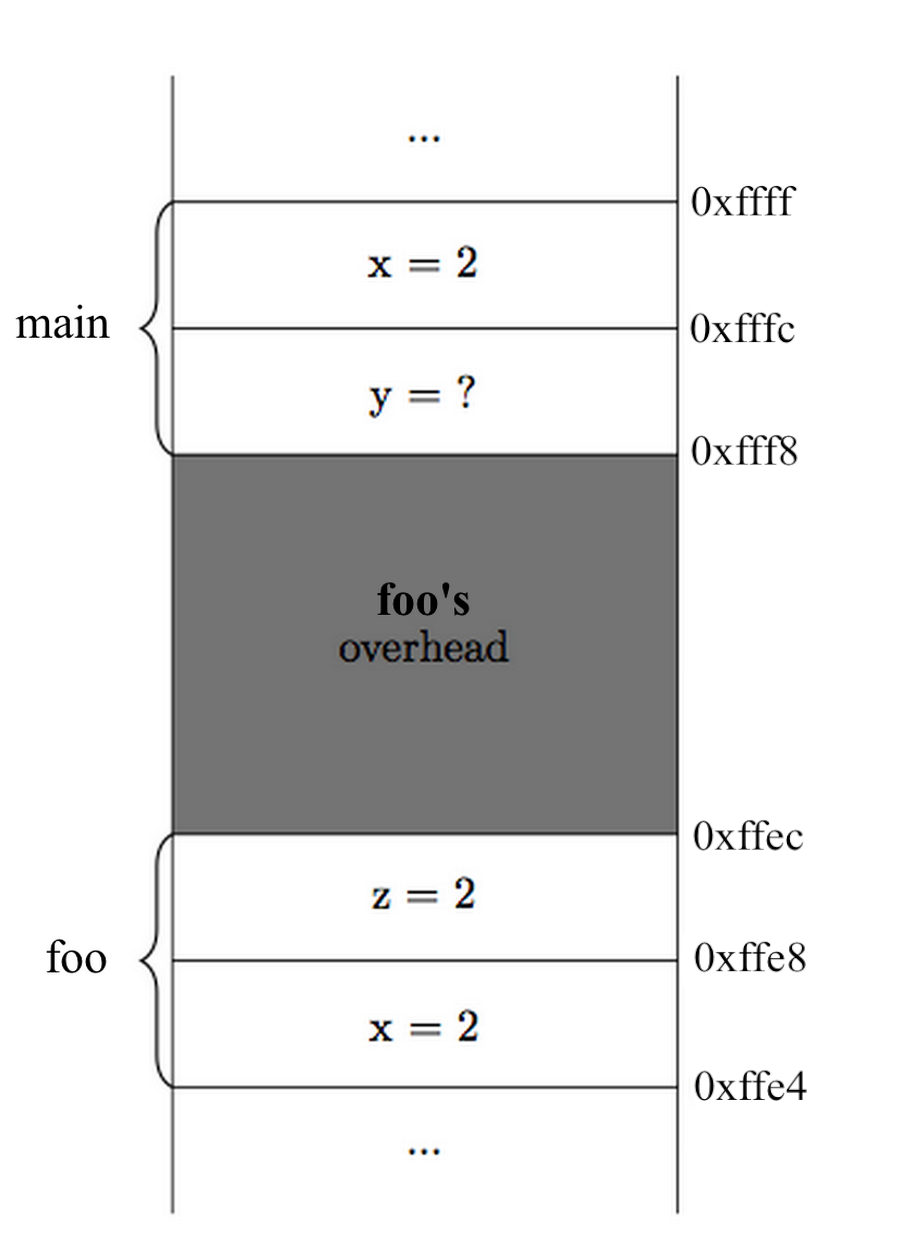 ...
0xffff
x = 2
main
0xfffc
y = ?
0xfff8
foo's
overhead
0xffec
z = 2
foo
0xffe8
x = 2
0xffe4
...